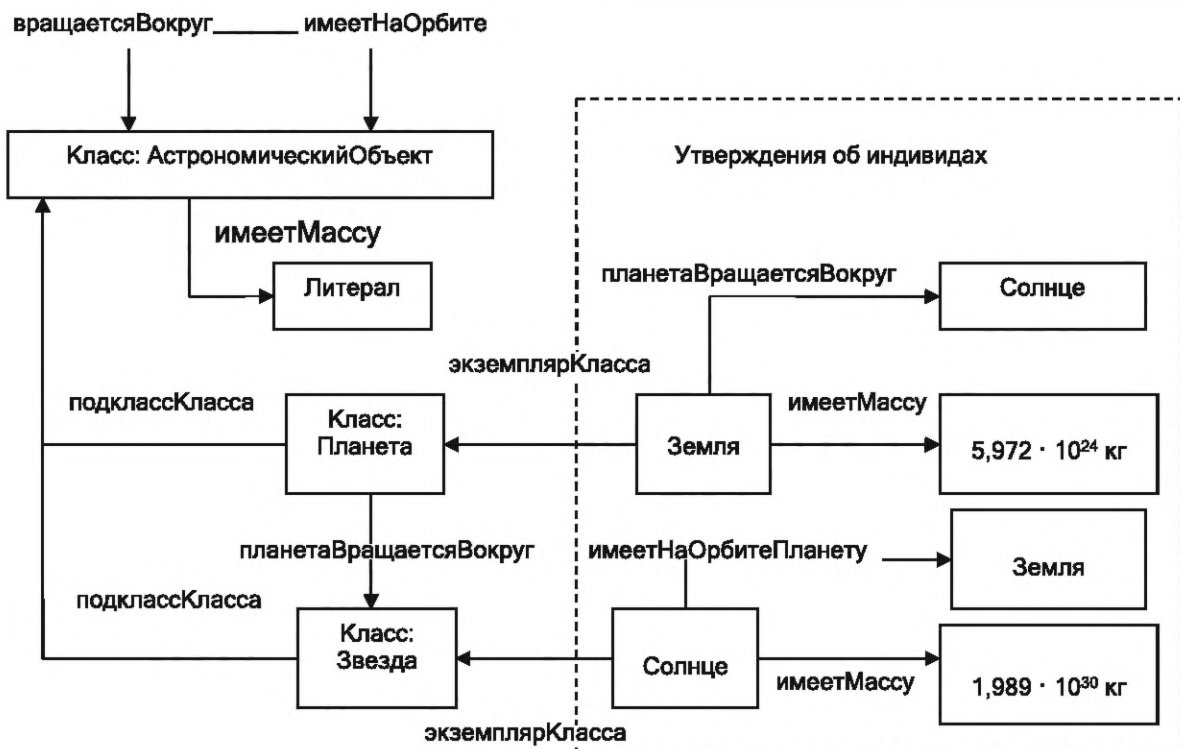 вращаетсяВокруг имеетНаОрбите
Класс: АстрономическийОбъект
Утверждения об индивидах
имеетМассу
Литерал
планетаВращаетсяВокруг
Солнце
экземплярКласса
подклассКласса
Класс:
Планета
Земля
имеетМассу
5,972 · 10²⁴ кг
планетаВращаетсяВокруг
имеетНаОрбитеПланету
Земля
подклассКласса
Класс:
Звезда
Солнце
имеетМассу
1,989 · 10³⁰ кг
экземплярКласса